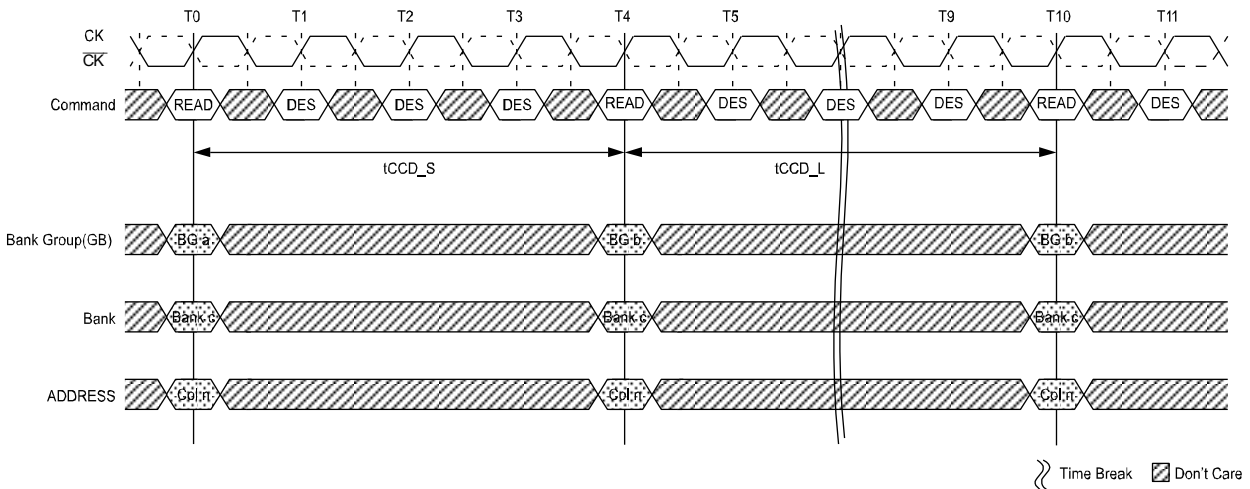 T0 T1 T2 T3 T4 T5 T9 T10 T11
CK
CK
Command READ DES DES DES READ DES DES DES READ DES
tCCD_S tCCD_L
Bank Group(GB) BG a BG b BG b
Bank Bank c Bank c Bank c
ADDRESS Col n Col n Col n
Time Break Don't Care